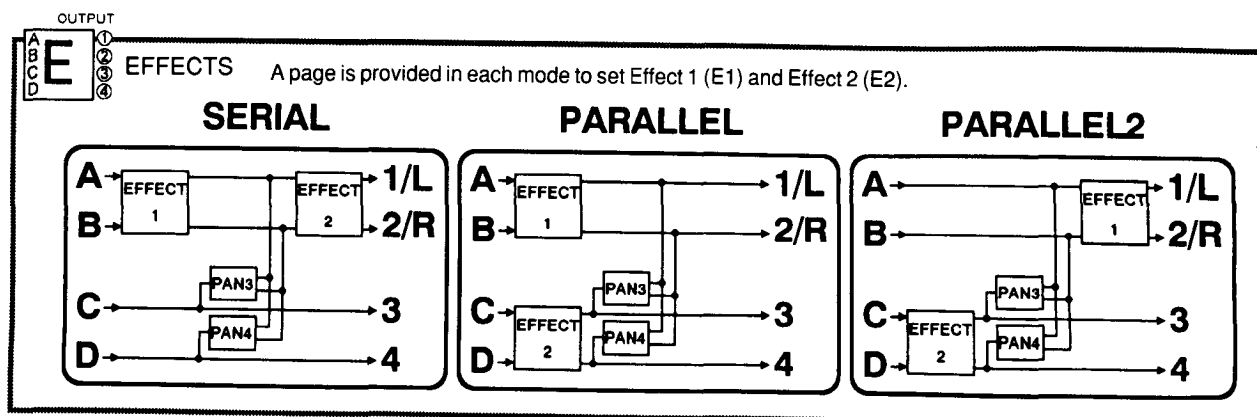 OUTPUT
A ①
B ②
C ③
D ④
E
EFFECTS A page is provided in each mode to set Effect 1 (E1) and Effect 2 (E2).
SERIAL PARALLEL PARALLEL2
A EFFECT 1 EFFECT 2 1/L
B 2/R
PAN3
C 3
PAN4
D 4
A EFFECT 1 1/L
B 2/R
PAN3
C EFFECT 2 3
PAN4
D 4
A EFFECT 1 1/L
B 2/R
PAN3
C EFFECT 2 3
PAN4
D 4